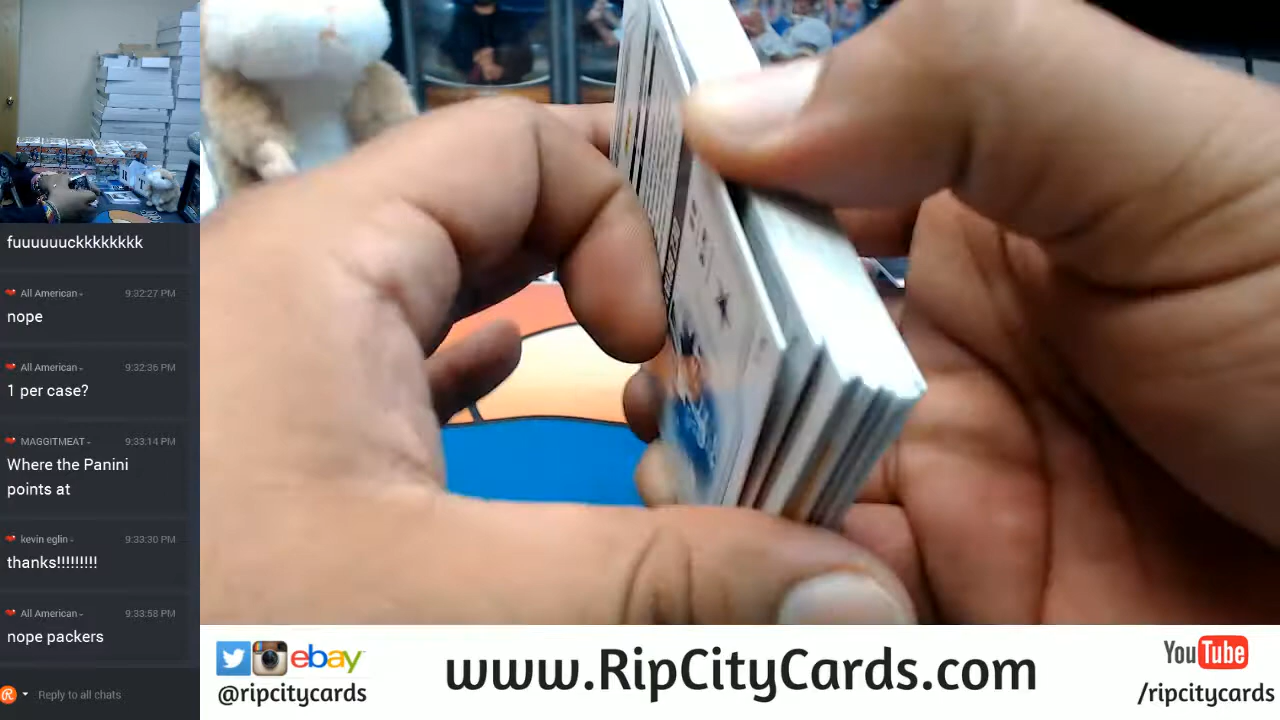 fuuuuuuckkkkkkkk
All American 9:32:27 PM
nope
All American 9:32:36 PM
1 per case?
MAGGITMEAT 9:33:14 PM
Where the Panini
points at
kevin eglin 9:33:30 PM
thanks!!!!!!!!!
All American 9:33:58 PM
nope packers
Reply to all chats
ebay
@ripcitycards
www.RipCityCards.com
YouTube
/ripcitycards